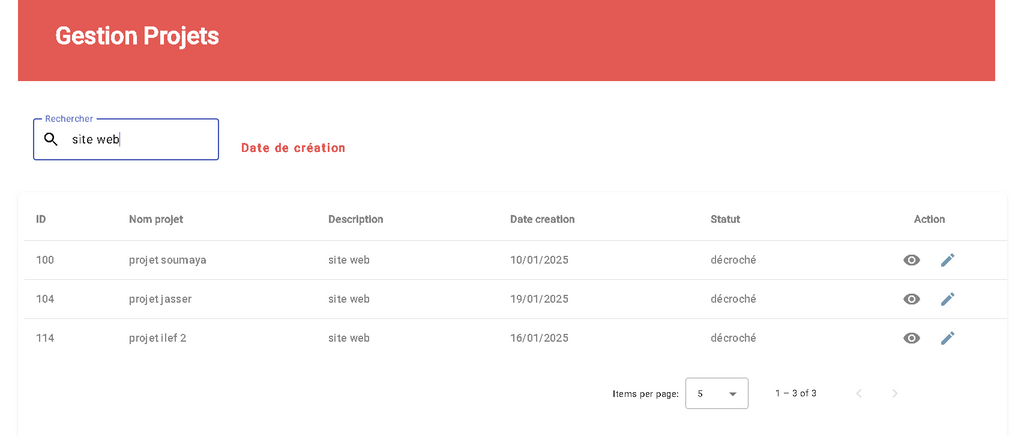 Gestion Projets
Rechercher
site web
Date de création
ID Nom projet Description Date creation Statut Action
100 projet soumaya site web 10/01/2025 décroché
104 projet jasser site web 19/01/2025 décroché
114 projet ilef 2 site web 16/01/2025 décroché
Items per page: 5 1 – 3 of 3